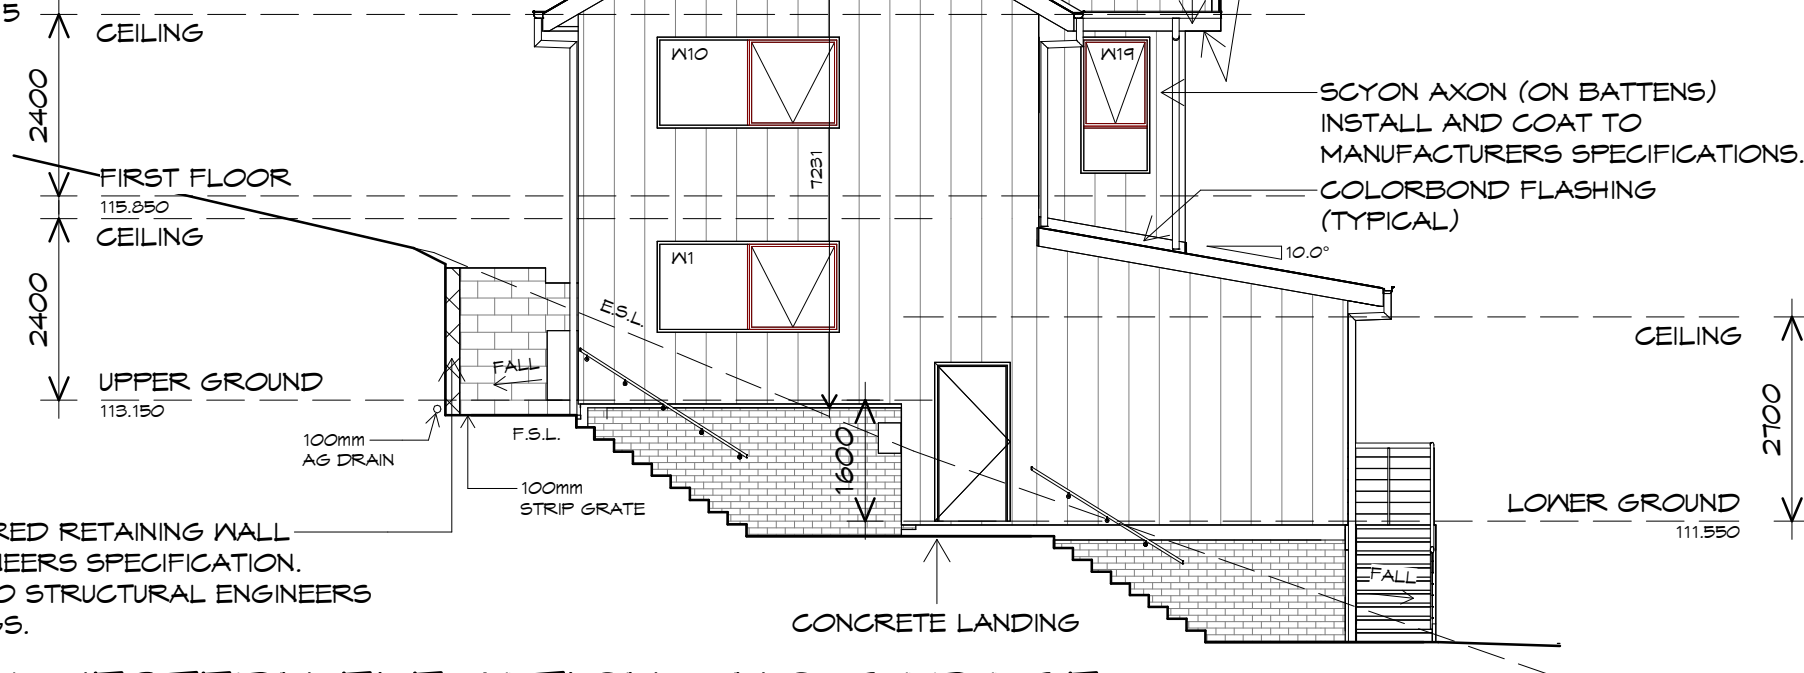 5
CEILING
2400
FIRST FLOOR
115.850
CEILING
2400
UPPER GROUND
113.150
W10
W19
W1
7231
E.S.L.
FALL
F.S.L.
100mm
AG DRAIN
100mm
STRIP GRATE
1600
SCYON AXON (ON BATTENS)
INSTALL AND COAT TO
MANUFACTURERS SPECIFICATIONS.
COLORBOND FLASHING
(TYPICAL)
10.0°
CEILING
2700
LOWER GROUND
111.550
FALL
RED RETAINING WALL
NEERS SPECIFICATION.
O STRUCTURAL ENGINEERS
GS.
CONCRETE LANDING